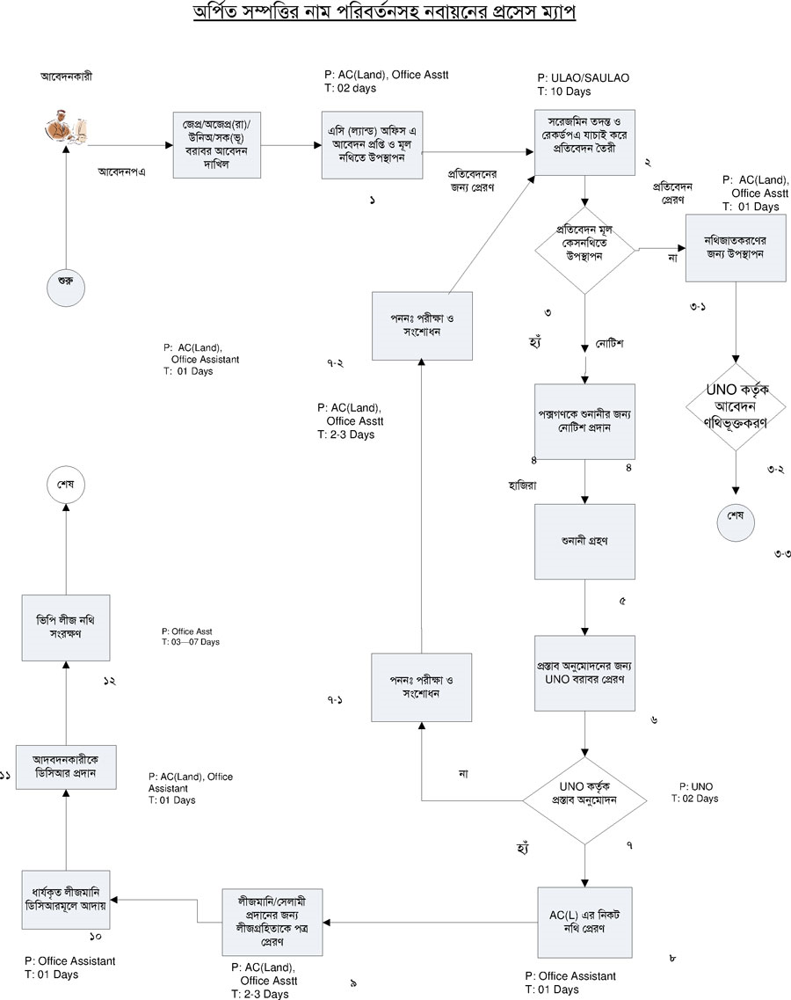 অর্পিত সম্পত্তির নাম পরিবর্তনসহ নবায়নের প্রসেস ম্যাপ
আবেদনকারী
P: AC(Land), Office Asstt
T: 02 days
P: ULAO/SAULAO
T: 10 Days
জেপ্র/অজেপ্র(রা)/
উনিঅ/সক(ভূ)
বরাবর আবেদন
দাখিল
এসি (ল্যান্ড) অফিস এ
আবেদন প্রপ্তি ও মূল
নথিতে উপস্থাপন
সরেজমিন তদন্ত ও
রেকর্ডপএ যাচাই করে
প্রতিবেদন তৈরী
আবেদনপএ
প্রতিবেদনের
জন্য প্রেরণ
১
২
প্রতিবেদন
প্রেরণ
P: AC(Land),
Office Asstt
T: 01 Days
প্রতিবেদন মূল
কেসনথিতে
উপস্থাপন
না
নথিজাতকরণের
জন্য উপস্থাপন
শুরু
৩
৩-১
পননঃ পরীক্ষা ও
সংশোধন
৭-২
হ্যাঁ
নোটিশ
P: AC(Land),
Office Assistant
T: 01 Days
UNO কর্তৃক
আবেদন
ণথিভূক্তকরণ
পক্সগণকে শুনানীর জন্য
নোটিশ প্রদান
P: AC(Land),
Office Asstt
T: 2-3 Days
৪
৪
৩-২
হাজিরা
শেষ
শেষ
শুনানী গ্রহণ
৩-৩
৫
ভিপি লীজ নথি
সংরক্ষণ
P: Office Asst
T: 03—07 Days
১২
প্রস্তাব অনুমোদনের জন্য
UNO বরাবর প্রেরণ
পননঃ পরীক্ষা ও
সংশোধন
৭-১
৬
আদবদনকারীকে
ডিসিআর প্রদান
১১
P: AC(Land), Office
Assistant
T: 01 Days
না
UNO কর্তৃক
প্রস্তাব অনুমোদন
P: UNO
T: 02 Days
হ্যাঁ
৭
ধার্যকৃত লীজমানি
ডিসিআরমূলে আদায়
১০
লীজমানি/সেলামী
প্রদানের জন্য
লীজগ্রহিতাকে পত্র
প্রেরণ
AC(L) এর নিকট
নথি প্রেরণ
৮
P: Office Assistant
T: 01 Days
P: AC(Land),
Office Asstt
T: 2-3 Days
৯
P: Office Assistant
T: 01 Days